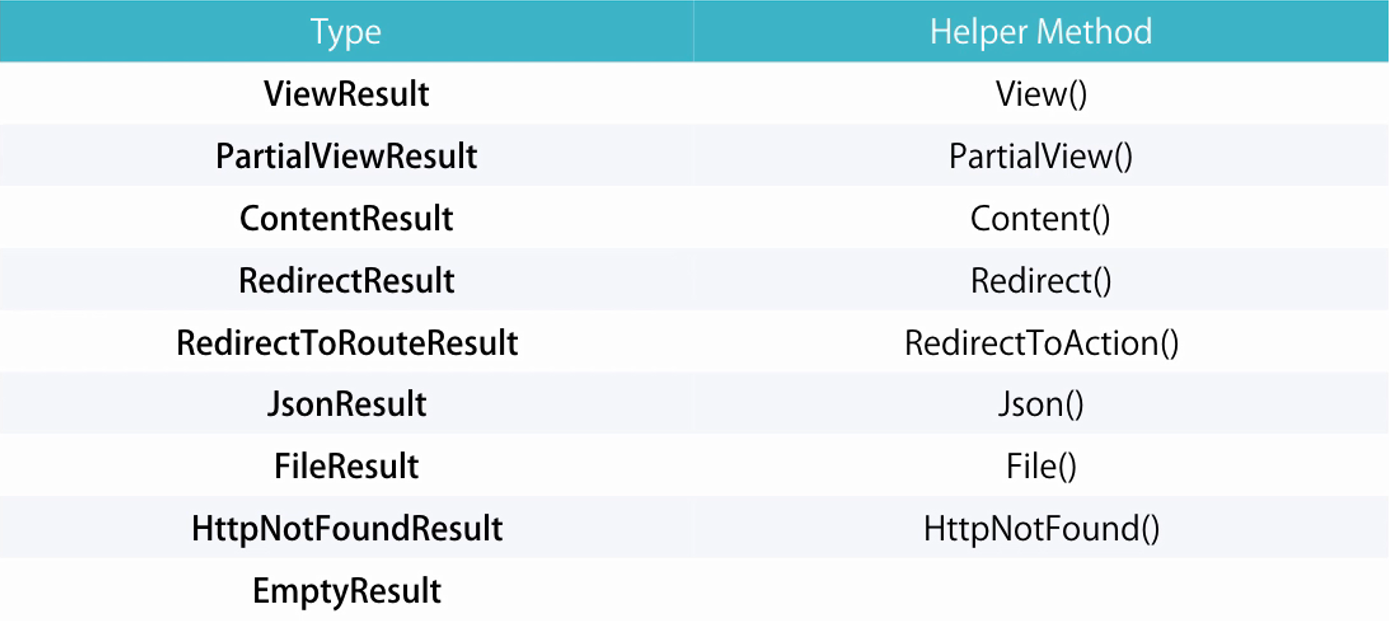 Type Helper Method
ViewResult View()
PartialViewResult PartialView()
ContentResult Content()
RedirectResult Redirect()
RedirectToRouteResult RedirectToAction()
JsonResult Json()
FileResult File()
HttpNotFoundResult HttpNotFound()
EmptyResult